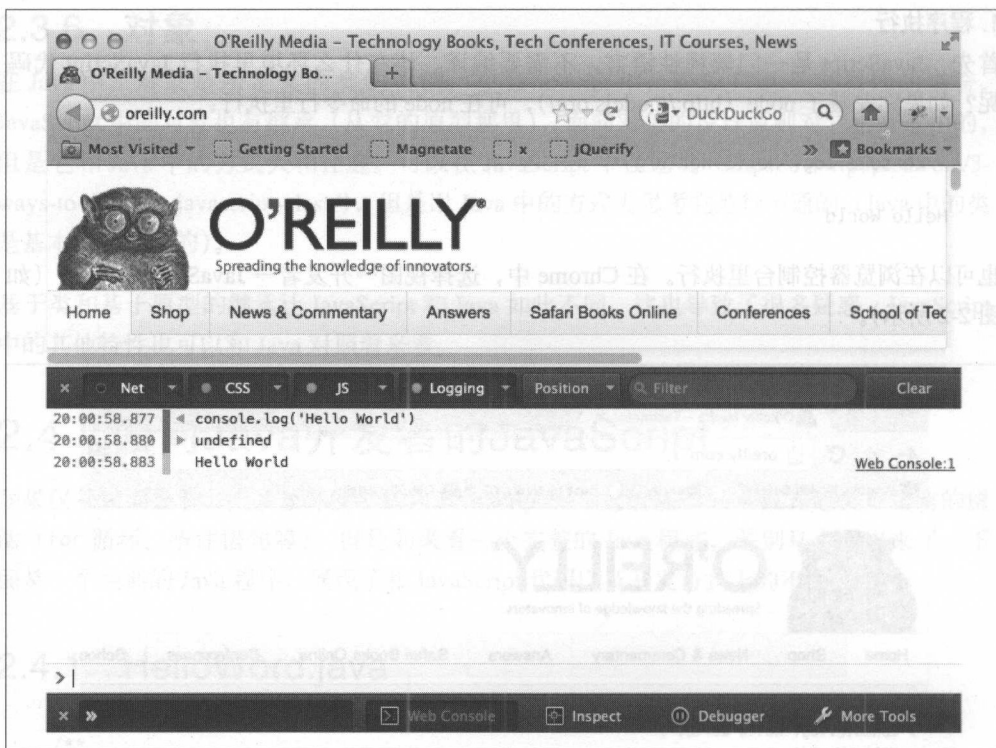 O'Reilly Media – Technology Books, Tech Conferences, IT Courses, News
O'Reilly Media – Technology Bo... +
oreilly.com DuckDuckGo
Most Visited Getting Started Magnetate x jQuerify » Bookmarks
O'REILLY®
Spreading the knowledge of innovators.
Home Shop News & Commentary Answers Safari Books Online Conferences School of Tec
× Net CSS JS Logging Position Filter Clear
20:00:58.877 console.log('Hello World')
20:00:58.880 undefined
20:00:58.883 Hello World Web Console:1
>
× » Web Console Inspect Debugger More Tools